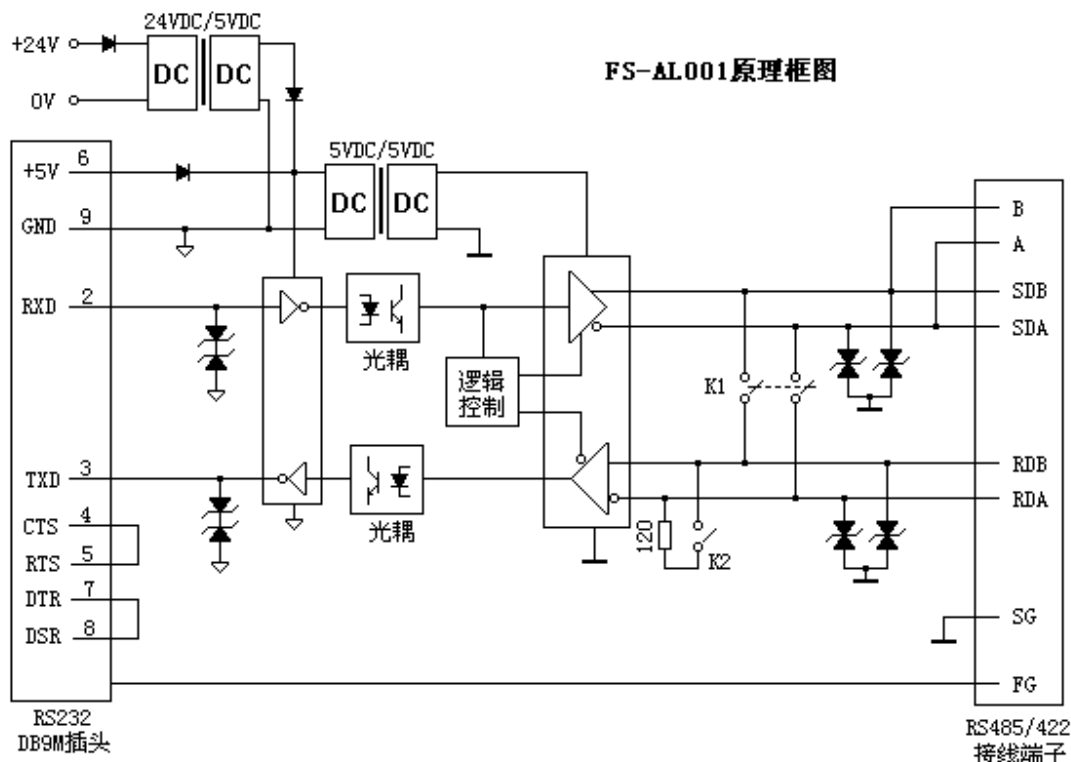 24VDC/5VDC
+24V
DC DC
0V
FS-AL001原理框图
+5V 6
5VDC/5VDC
DC DC
GND 9
B
A
RXD 2
SDB
SDA
光耦
逻辑
控制
K1
TXD 3
RDB
RDA
光耦
CTS 4
RTS 5
120
K2
DTR 7
DSR 8
SG
FG
RS232
DB9M插头
RS485/422
接线端子